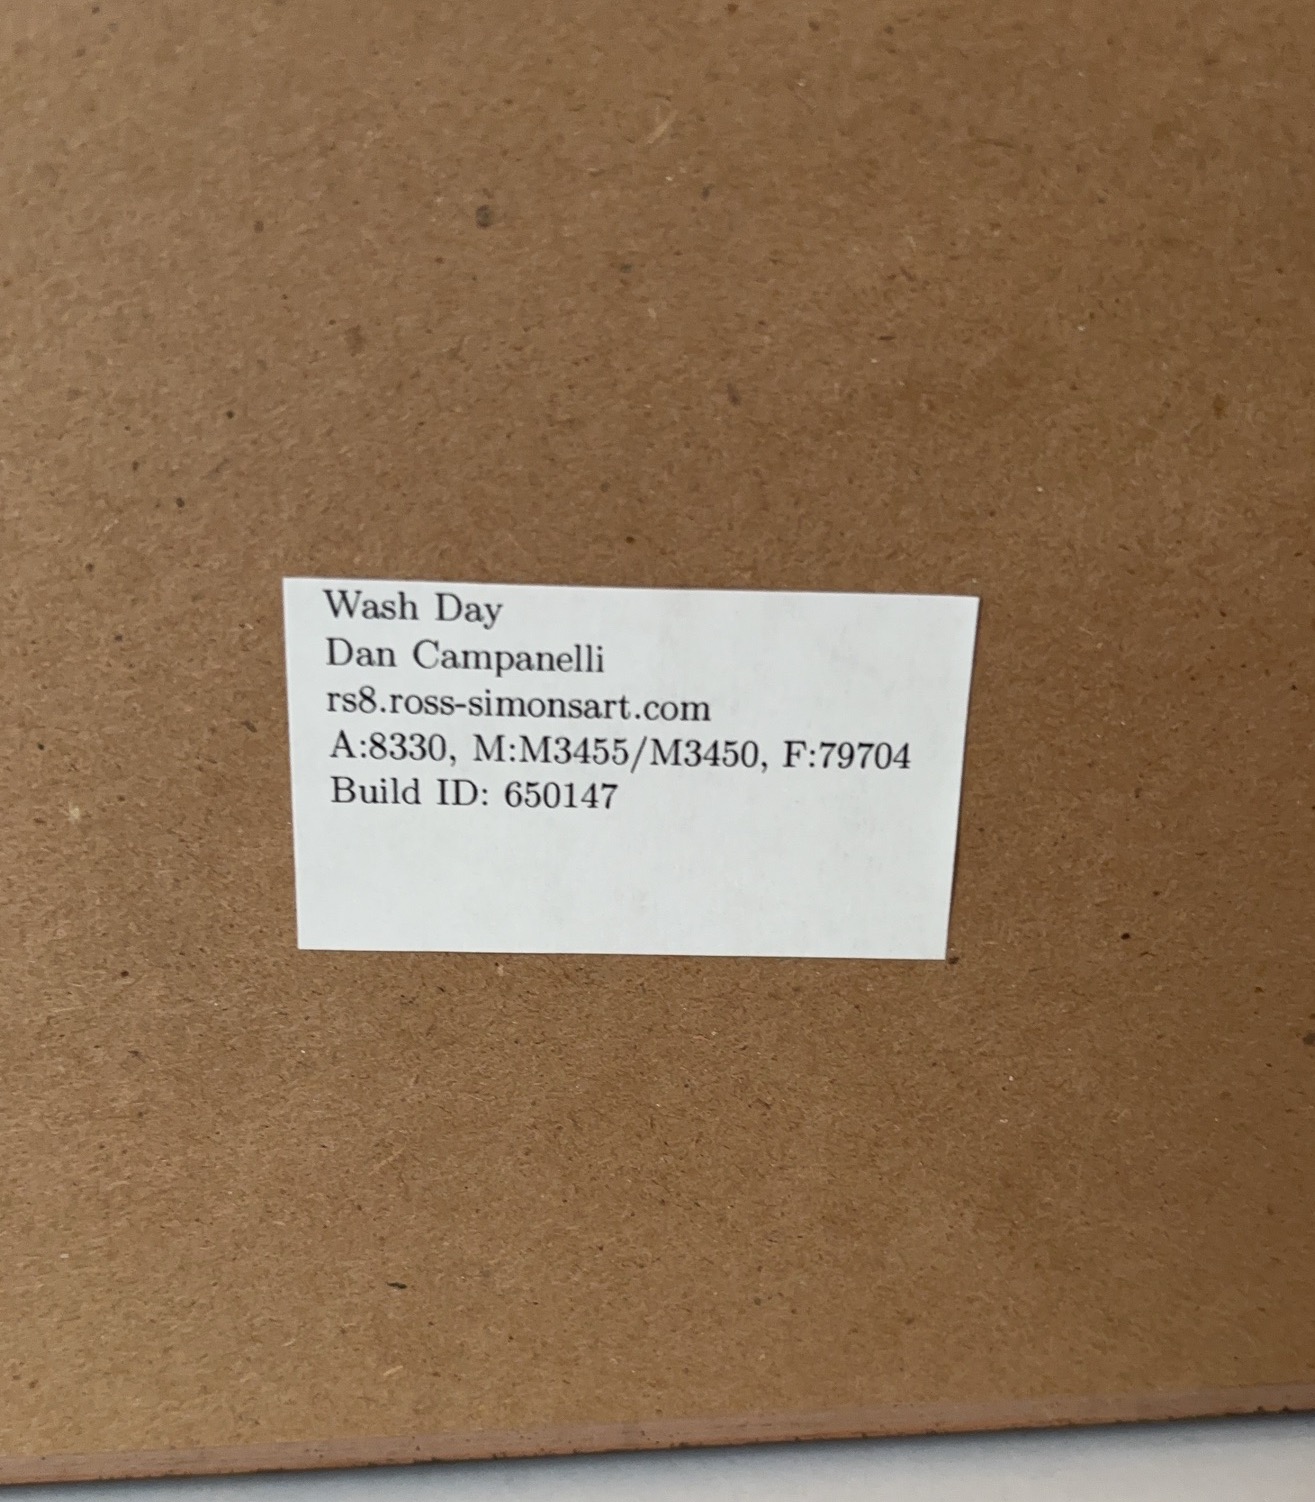 Wash Day
Dan Campanelli
rs8.ross-simonsart.com
A:8330, M:M3455/M3450, F:79704
Build ID: 650147